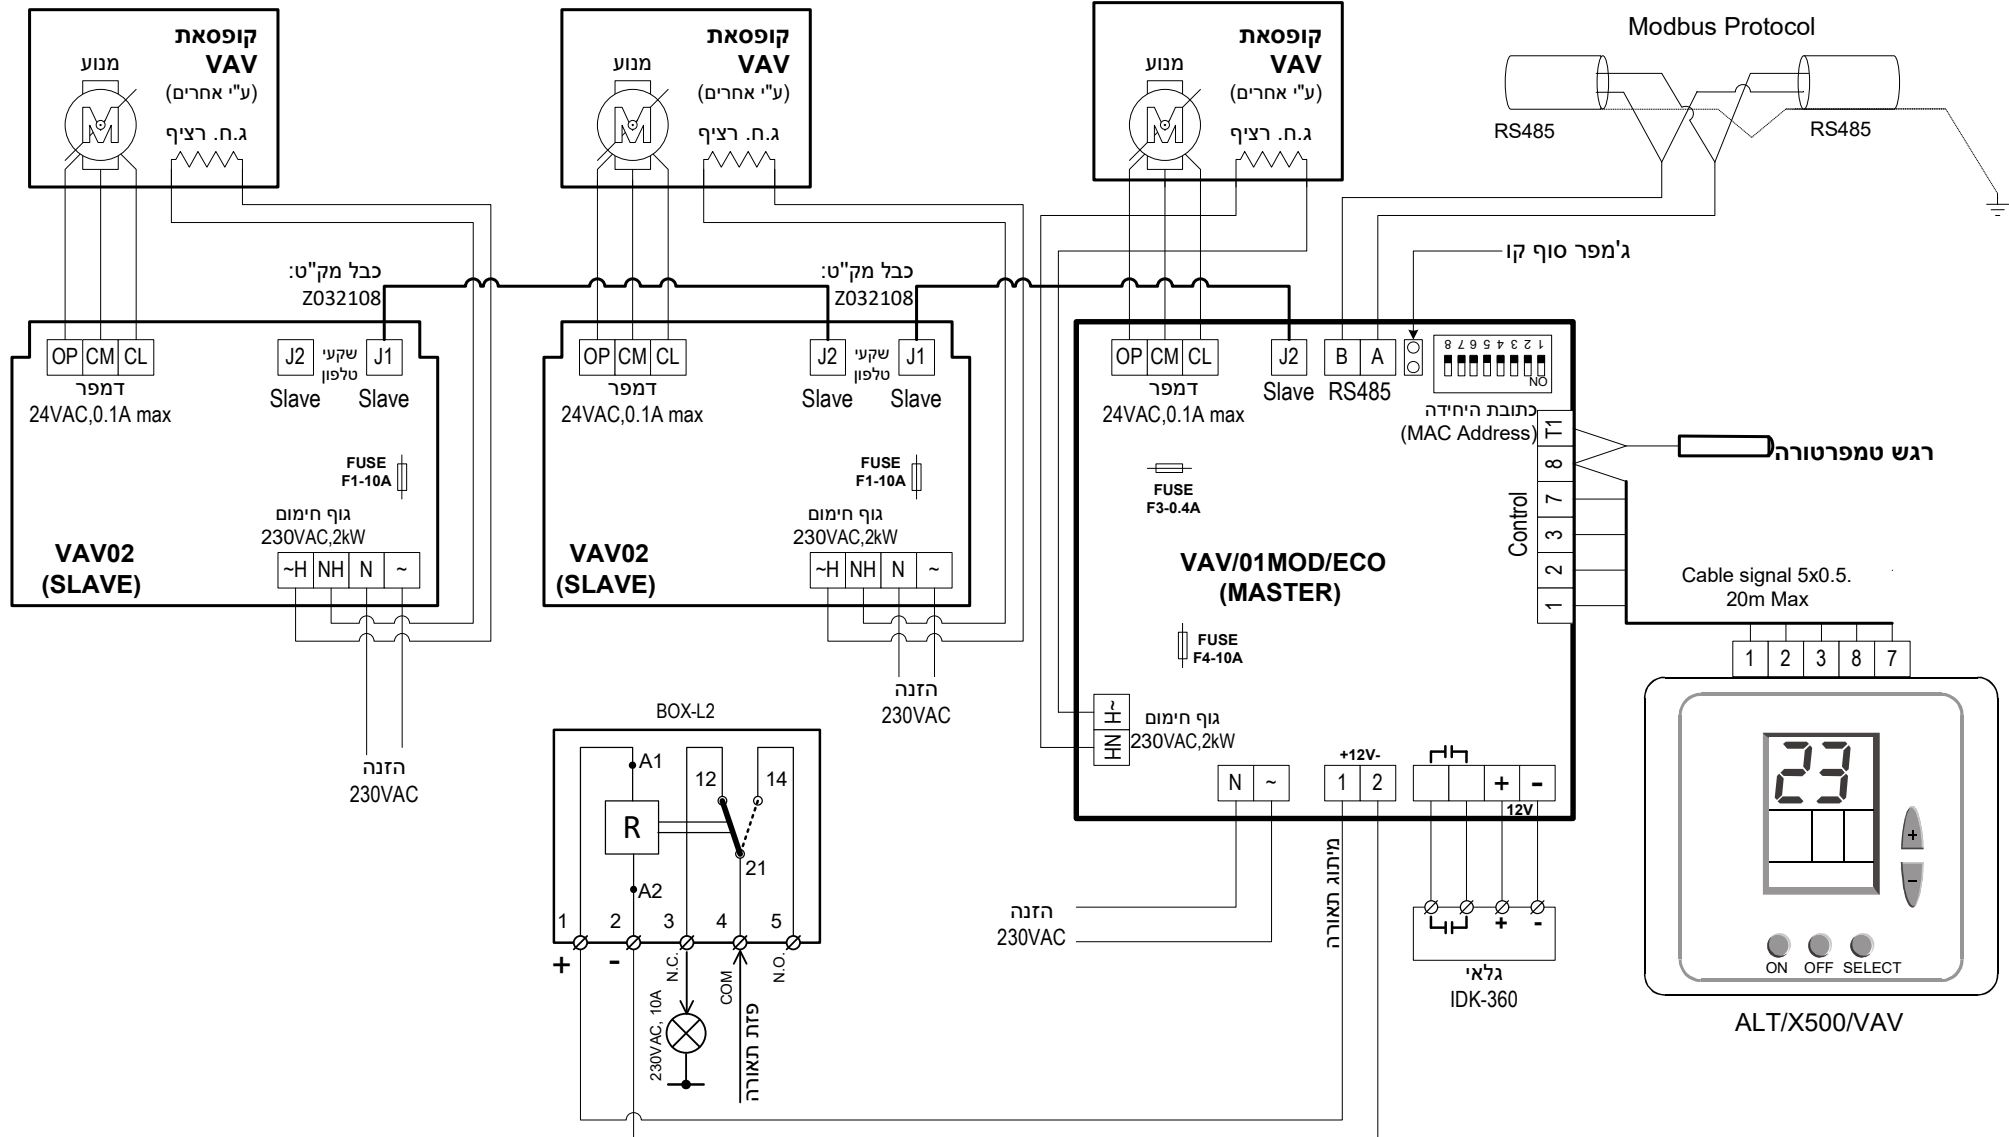 קופסאת
VAV
(ע"י אחרים)
מנוע
M
ג.ח. רציף
קופסאת
VAV
(ע"י אחרים)
מנוע
M
ג.ח. רציף
קופסאת
VAV
(ע"י אחרים)
מנוע
M
ג.ח. רציף
Modbus Protocol
RS485
RS485
ג'מפר סוף קו
כבל מק"ט:
Z032108
כבל מק"ט:
Z032108
OP CM CL
דמפר
24VAC,0.1A max
J2
שקעי
טלפון
J1
Slave
Slave
FUSE
F1-10A
גוף חימום
230VAC,2kW
~H NH N ~
VAV02
(SLAVE)
הזנה
230VAC
OP CM CL
דמפר
24VAC,0.1A max
J2
שקעי
טלפון
J1
Slave
Slave
FUSE
F1-10A
גוף חימום
230VAC,2kW
~H NH N ~
VAV02
(SLAVE)
הזנה
230VAC
OP CM CL
דמפר
24VAC,0.1A max
J2
Slave
B A
RS485
8 7 6 5 4 3 2 1
ON
כתובת היחידה
(MAC Address)
T1
8
7
3
2
1
Control
FUSE
F3-0.4A
VAV/01MOD/ECO
(MASTER)
FUSE
F4-10A
~H
NH
גוף חימום
230VAC,2kW
N ~
+12V-
1 2
+ -
12V
רגש טמפרטורה
Cable signal 5x0.5.
20m Max
1 2 3 8 7
23
+
-
ON OFF SELECT
ALT/X500/VAV
BOX-L2
A1
12
14
R
21
A2
1 2 3 4 5
+
-
N.C.
COM
N.O.
230VAC, 10A
פזת תאורה
הזנה
230VAC
מיתוג תאורה
+ -
גלאי
IDK-360